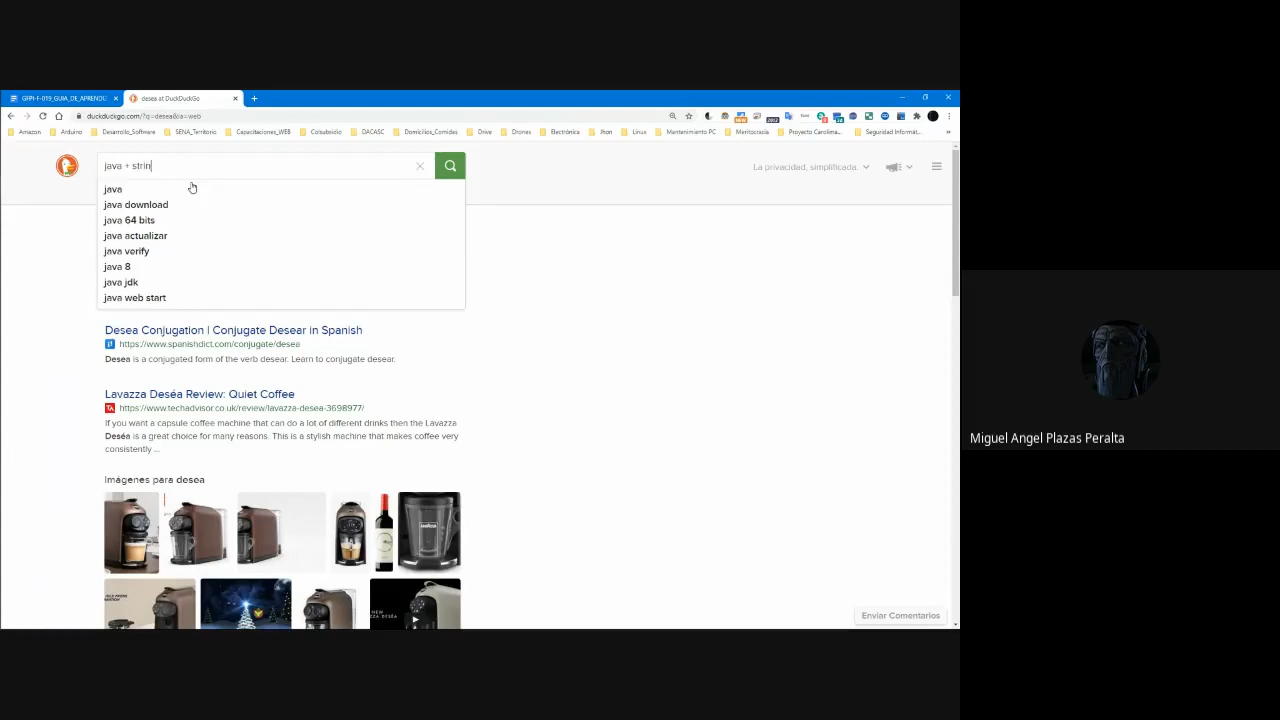 GFPI-F-019_GUIA_DE_APRENDI
desea at DuckDuckGo
duckduckgo.com/?q=desea&ia=web
Amazon
Arduino
Desarrollo_Software
SENA_Territorio
Capacitaciones_WEB
Colsubsidio
DACASC
Domicilios_Comidas
Drive
Drones
Electrónica
Jhon
Linux
Mantenimiento PC
Meritocracia
Proyecto Carolina...
Seguridad Informát...
java + strin
La privacidad, simplificada.
java
java download
java 64 bits
java actualizar
java verify
java 8
java jdk
java web start
Desea Conjugation | Conjugate Desear in Spanish
https://www.spanishdict.com/conjugate/desea
Desea is a conjugated form of the verb desear. Learn to conjugate desear.
Lavazza Deséa Review: Quiet Coffee
TA https://www.techadvisor.co.uk/review/lavazza-desea-3698977/
If you want a capsule coffee machine that can do a lot of different drinks then the Lavazza
Deséa is a great choice for many reasons. This is a stylish machine that makes coffee very
consistently ...
Imágenes para desea
Enviar Comentarios
Miguel Angel Plazas Peralta